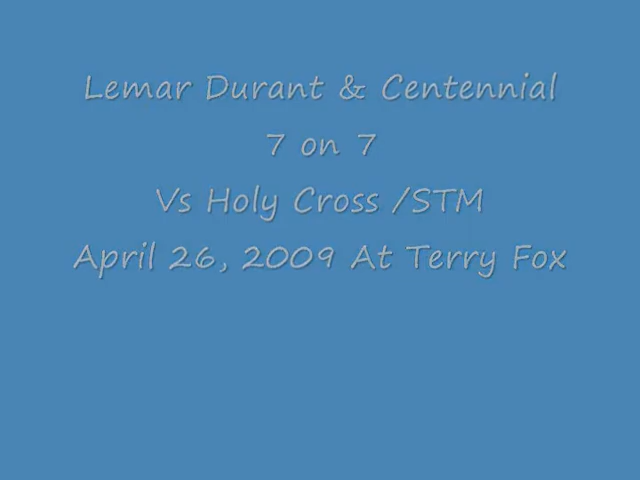 Lemar Durant & Centennial
7 on 7
Vs Holy Cross /STM
April 26, 2009 At Terry Fox